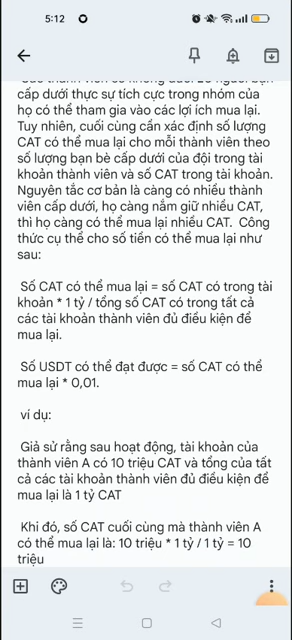 5:12
cấp dưới thực sự tích cực trong nhóm của
họ có thể tham gia vào các lợi ích mua lại.
Tuy nhiên, cuối cùng cần xác định số lượng
CAT có thể mua lại cho mỗi thành viên theo
số lượng bạn bè cấp dưới của đội trong tài
khoản thành viên và số CAT trong tài khoản.
Nguyên tắc cơ bản là càng có nhiều thành
viên cấp dưới, họ càng nắm giữ nhiều CAT,
thì họ càng có thể mua lại nhiều CAT. Công
thức cụ thể cho số tiền có thể mua lại như
sau:
Số CAT có thể mua lại = số CAT có trong tài
khoản * 1 tỷ / tổng số CAT có trong tất cả
các tài khoản thành viên đủ điều kiện để
mua lại.
Số USDT có thể đạt được = số CAT có thể
mua lại * 0,01.
ví dụ:
Giả sử rằng sau hoạt động, tài khoản của
thành viên A có 10 triệu CAT và tổng của tất
cả các tài khoản thành viên đủ điều kiện để
mua lại là 1 tỷ CAT
Khi đó, số CAT cuối cùng mà thành viên A
có thể mua lại là: 10 triệu * 1 tỷ / 1 tỷ = 10
triệu